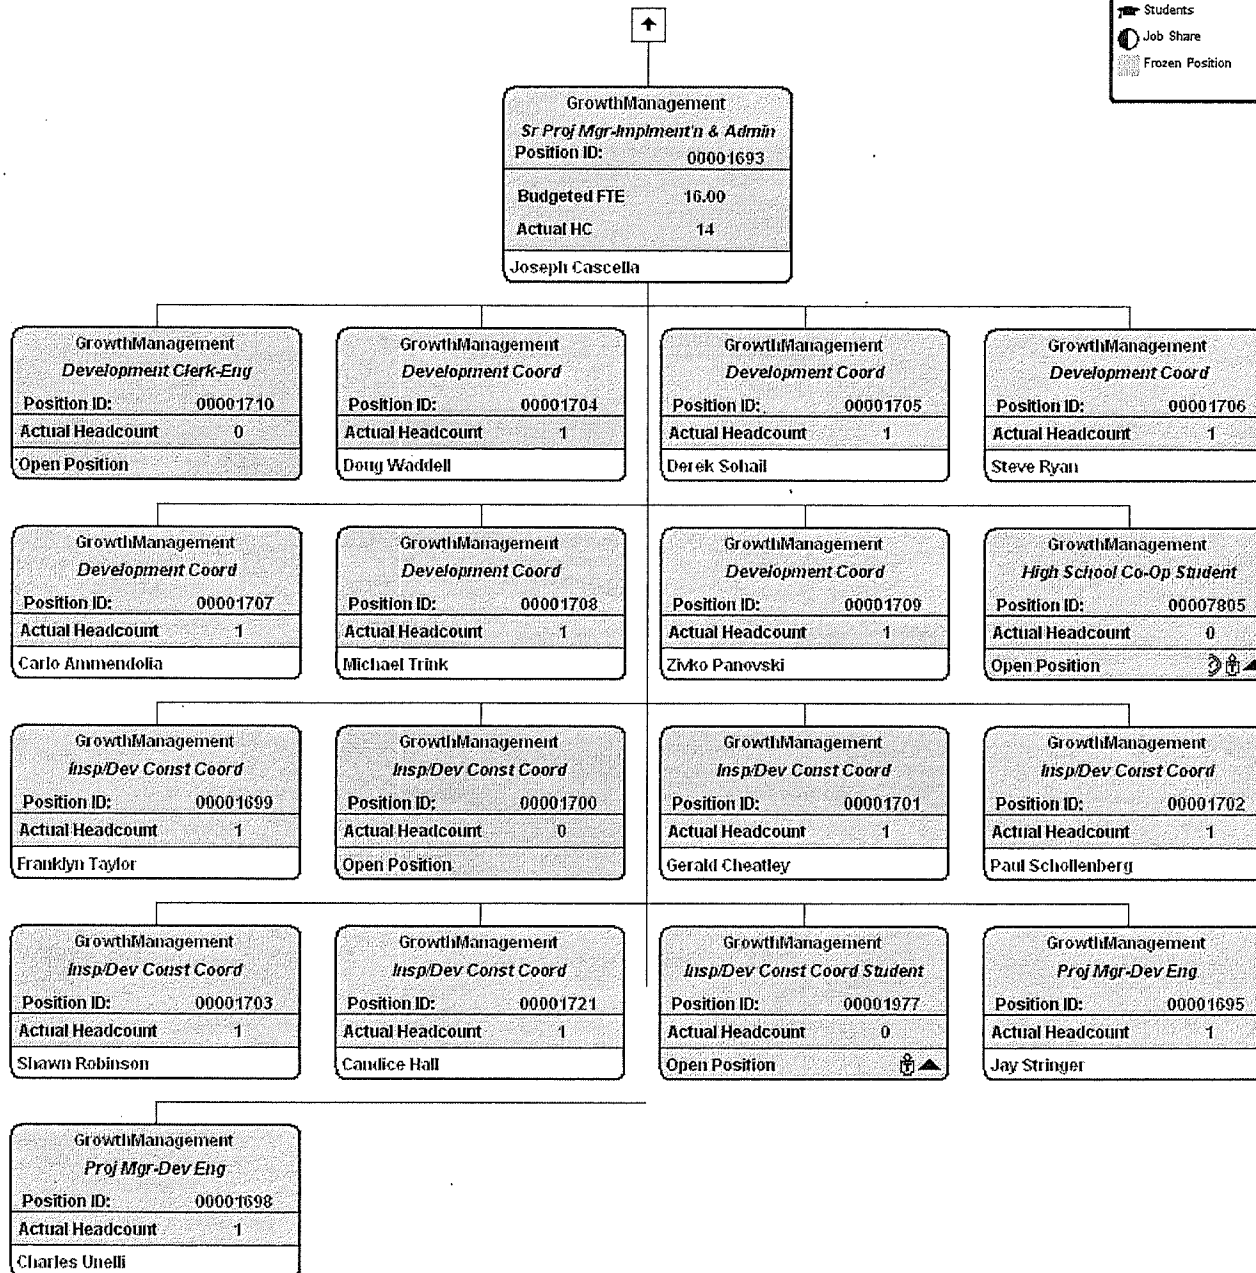 Students
Job Share
Frozen Position
GrowthManagement
Sr Proj Mgr-Implment'n & Admin
Position ID: 00001693
Budgeted FTE 16.00
Actual HC 14
Joseph Cascella
GrowthManagement
Development Clerk-Eng
Position ID: 00001710
Actual Headcount 0
Open Position
GrowthManagement
Development Coord
Position ID: 00001704
Actual Headcount 1
Doug Waddell
GrowthManagement
Development Coord
Position ID: 00001705
Actual Headcount 1
Derek Sohail
GrowthManagement
Development Coord
Position ID: 00001706
Actual Headcount 1
Steve Ryan
GrowthManagement
Development Coord
Position ID: 00001707
Actual Headcount 1
Carlo Ammendolia
GrowthManagement
Development Coord
Position ID: 00001708
Actual Headcount 1
Michael Trink
GrowthManagement
Development Coord
Position ID: 00001709
Actual Headcount 1
Zivko Panovski
GrowthManagement
High School Co-Op Student
Position ID: 00007805
Actual Headcount 0
Open Position
GrowthManagement
Insp/Dev Const Coord
Position ID: 00001699
Actual Headcount 1
Franklyn Taylor
GrowthManagement
Insp/Dev Const Coord
Position ID: 00001700
Actual Headcount 0
Open Position
GrowthManagement
Insp/Dev Const Coord
Position ID: 00001701
Actual Headcount 1
Gerald Cheatley
GrowthManagement
Insp/Dev Const Coord
Position ID: 00001702
Actual Headcount 1
Paul Schollenberg
GrowthManagement
Insp/Dev Const Coord
Position ID: 00001703
Actual Headcount 1
Shawn Robinson
GrowthManagement
Insp/Dev Const Coord
Position ID: 00001721
Actual Headcount 1
Candice Hall
GrowthManagement
Insp/Dev Const Coord Student
Position ID: 00001977
Actual Headcount 0
Open Position
GrowthManagement
Proj Mgr-Dev Eng
Position ID: 00001695
Actual Headcount 1
Jay Stringer
GrowthManagement
Proj Mgr-Dev Eng
Position ID: 00001698
Actual Headcount 1
Charles Unelli